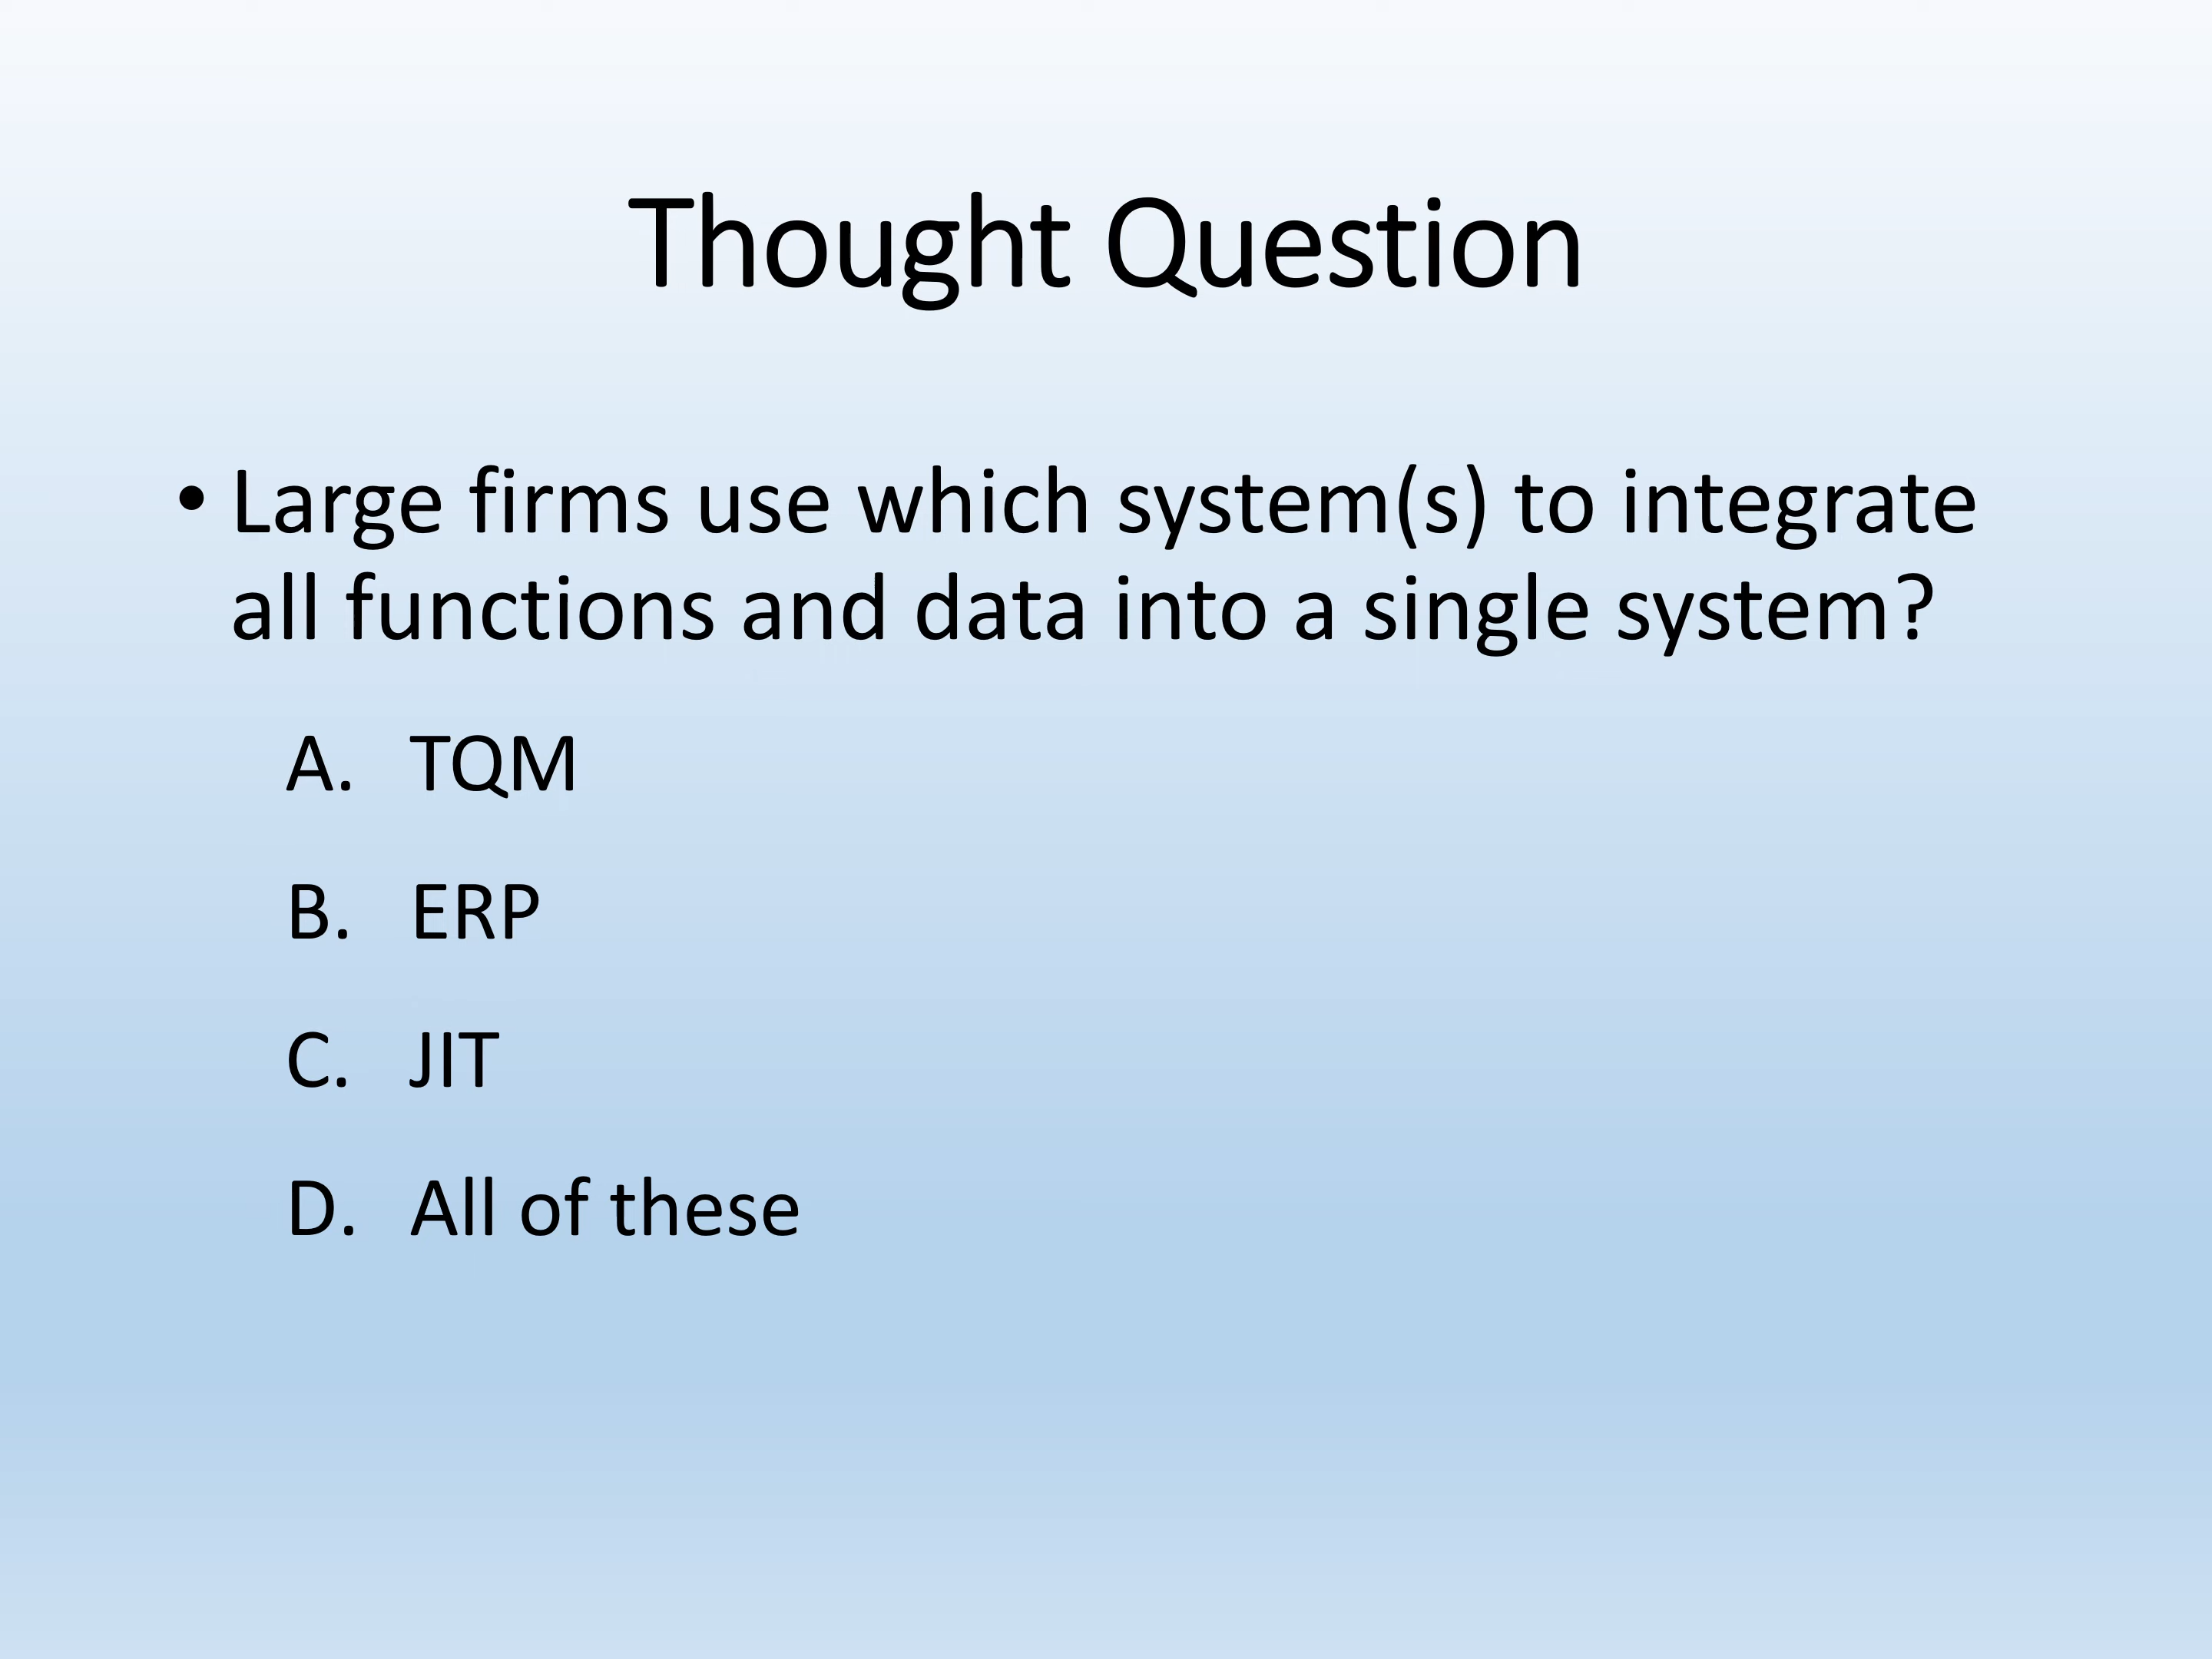 Thought Question
• Large firms use which system(s) to integrate
all functions and data into a single system?
A. TQM
B. ERP
C. JIT
D. All of these